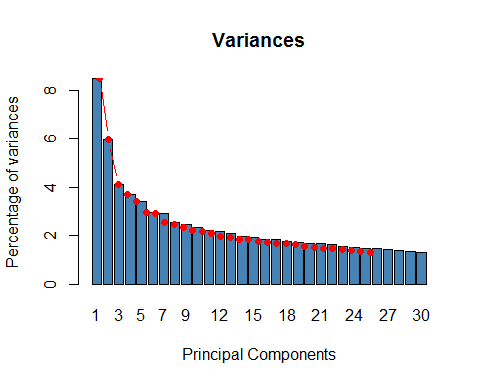 Variances
Percentage of variances
8
6
4
2
0
1 3 5 7 9 12 15 18 21 24 27 30
Principal Components